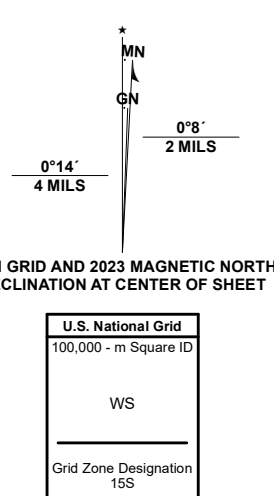 ★
MN
GN
0°8´
2 MILS
0°14´
4 MILS
GRID AND 2023 MAGNETIC NORTH
CLINATION AT CENTER OF SHEET
U.S. National Grid
100,000 - m Square ID
WS
Grid Zone Designation
15S